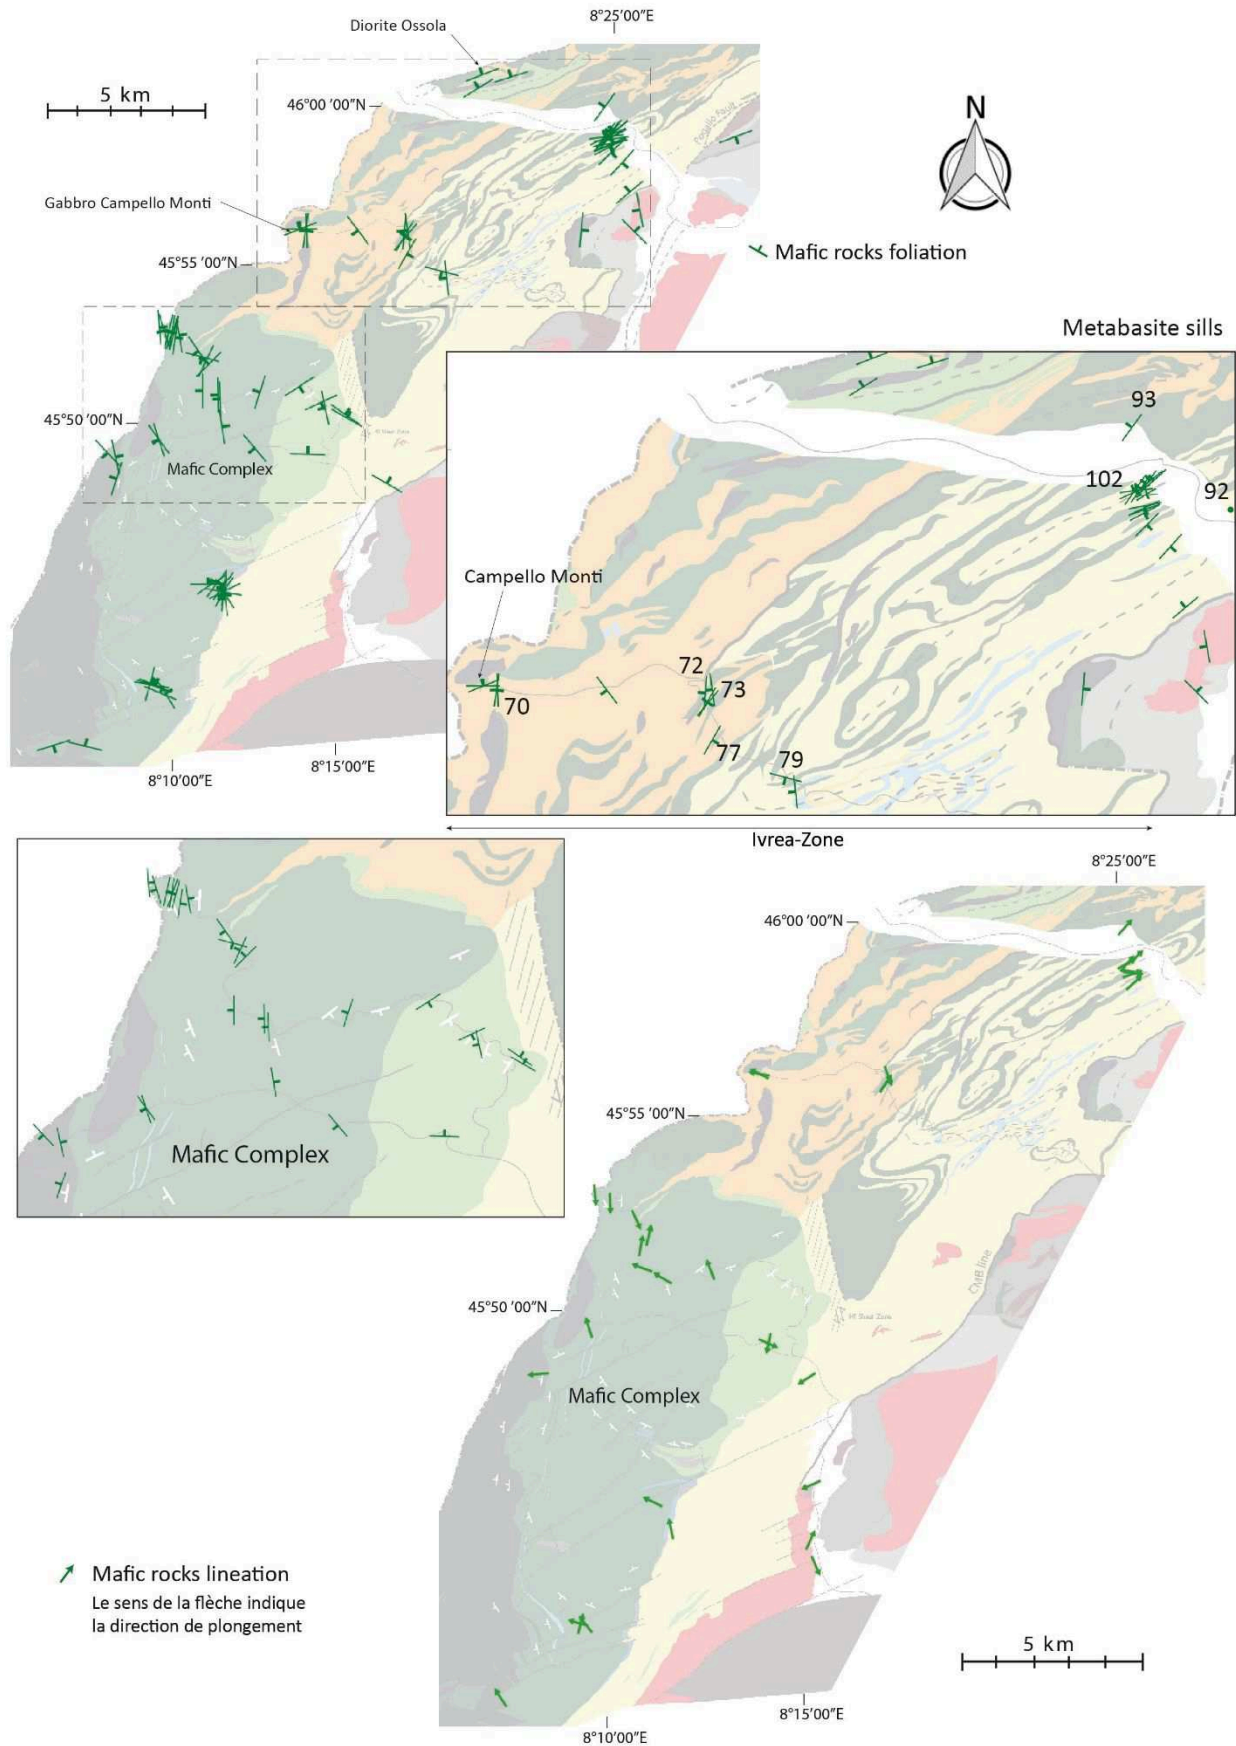 8°25'00"E
Diorite Ossola
5 km
46°00 '00"N
N
Pogallo Fault
Gabbro Campello Monti
Mafic rocks foliation
45°55 '00"N
Metabasite sills
45°50 '00"N
Mafic Complex
93
102
92
Campello Monti
72
73
70
77
79
8°15'00"E
8°10'00"E
Ivrea-Zone
8°25'00"E
46°00 '00"N
45°55 '00"N
Mafic Complex
CMB line
45°50 '00"N
Mafic Complex
Mafic rocks lineation
Le sens de la flèche indique
la direction de plongement
5 km
8°15'00"E
8°10'00"E